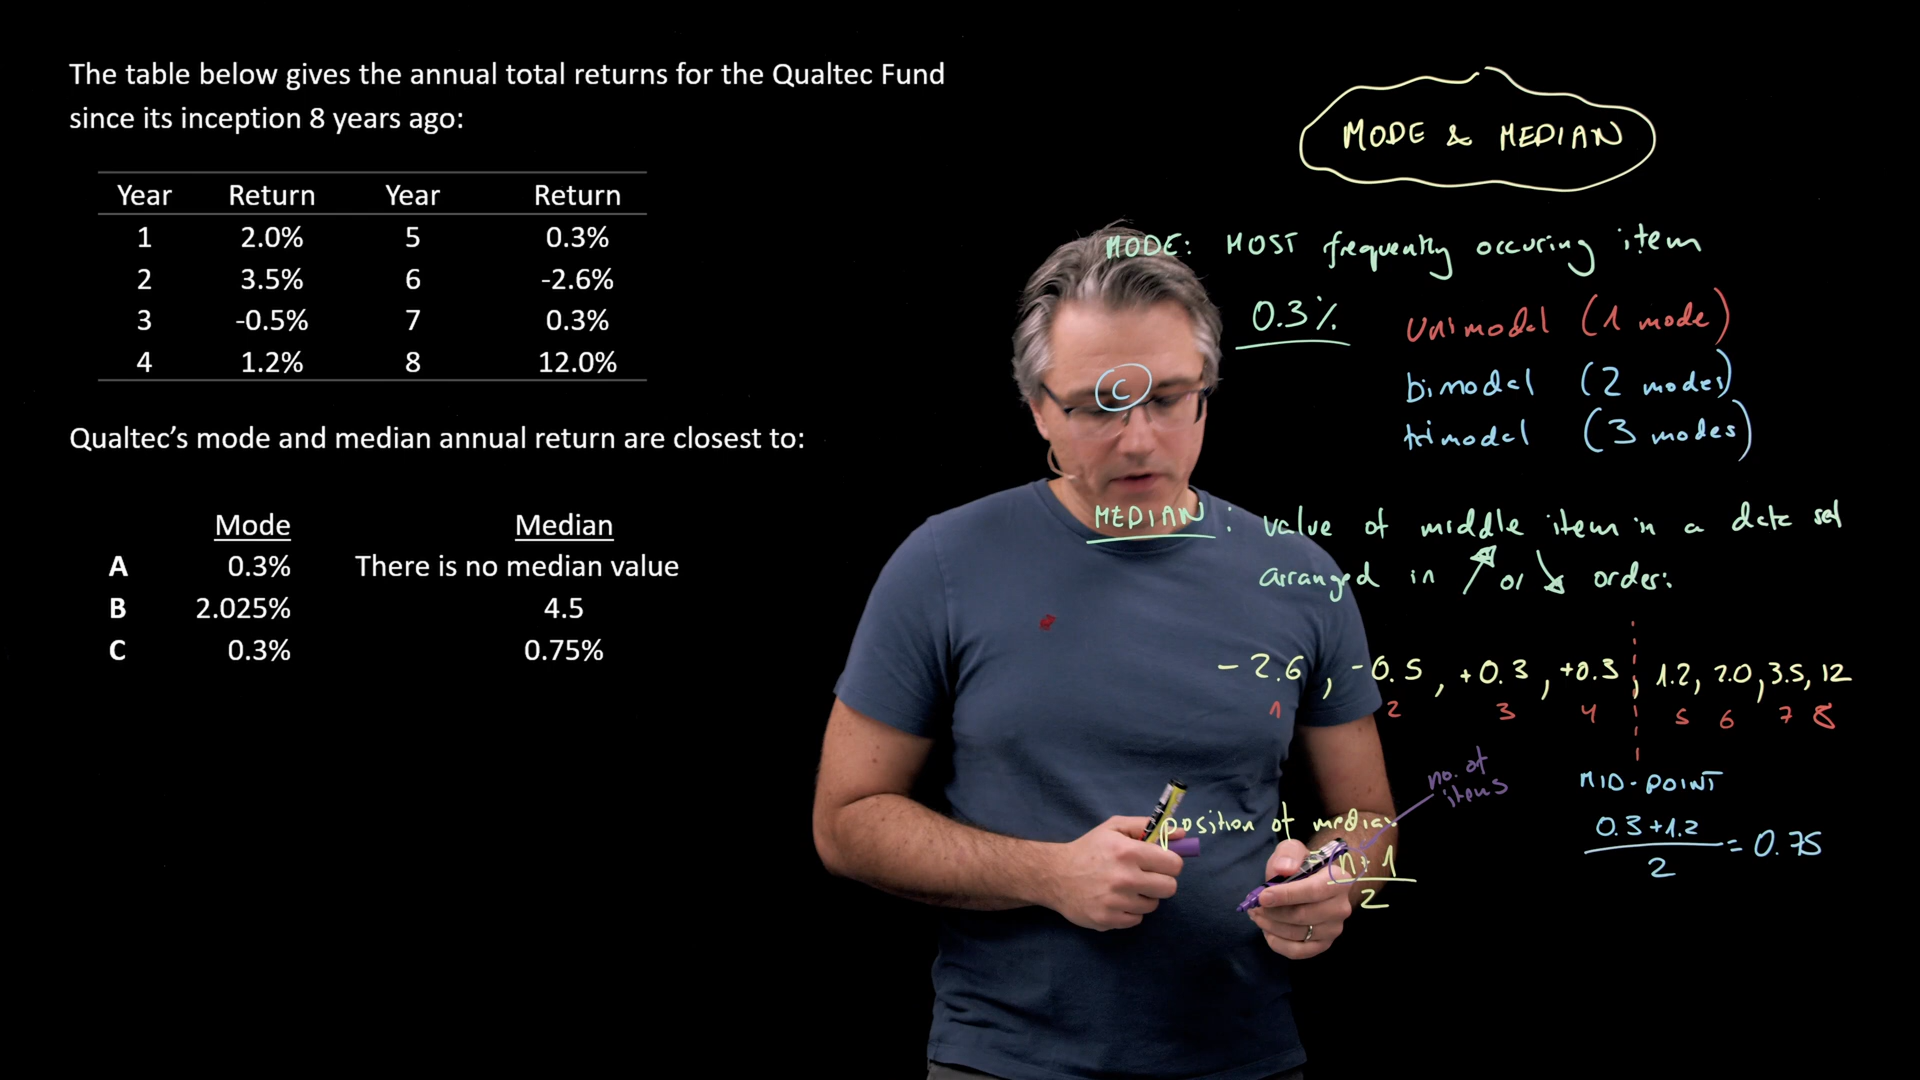 The table below gives the annual total returns for the Qualtec Fund
since its inception 8 years ago:
Year Return Year Return
1 2.0% 5 0.3%
2 3.5% 6 -2.6%
3 -0.5% 7 0.3%
4 1.2% 8 12.0%
Qualtec’s mode and median annual return are closest to:
Mode Median
A 0.3% There is no median value
B 2.025% 4.5
C 0.3% 0.75%
MODE & MEDIAN
MODE: MOST frequently occuring item
0.3% unimodal (1 mode)
C bimodal (2 modes)
trimodal (3 modes)
MEDIAN: value of middle item in a data set
arranged in ↗ or ↘ order:
-2.6, -0.5, +0.3, +0.3, 1.2, 2.0, 3.5, 12
1 2 3 4 5 6 7 8
no. of
items
MID-POINT
position of median
n+1
2
0.3+1.2
2
= 0.75